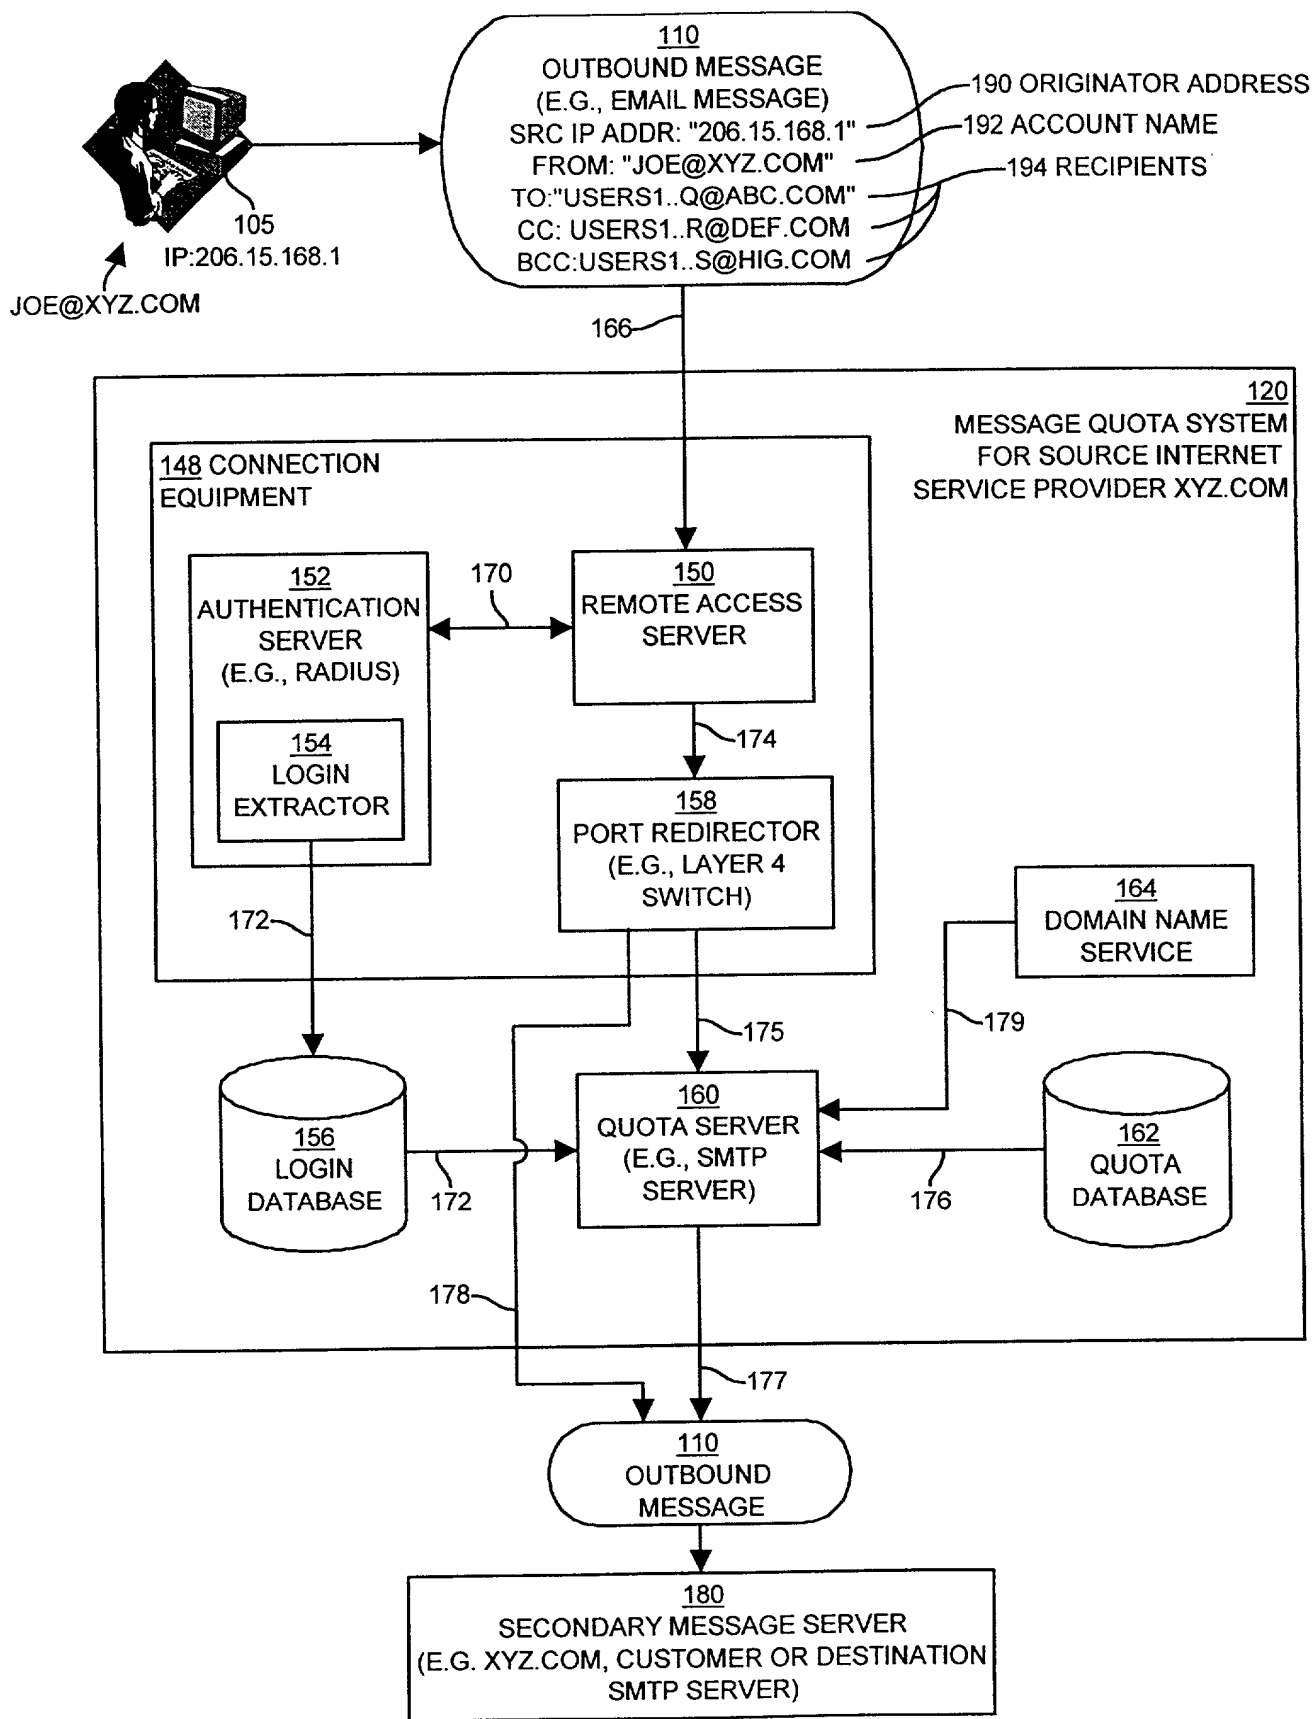 110
OUTBOUND MESSAGE
(E.G., EMAIL MESSAGE)
SRC IP ADDR: "206.15.168.1"
FROM: "JOE@XYZ.COM"
TO:"USERS1..Q@ABC.COM"
CC: USERS1..R@DEF.COM
BCC:USERS1..S@HIG.COM
190 ORIGINATOR ADDRESS
192 ACCOUNT NAME
194 RECIPIENTS
105
IP:206.15.168.1
JOE@XYZ.COM
166
120
MESSAGE QUOTA SYSTEM
FOR SOURCE INTERNET
SERVICE PROVIDER XYZ.COM
148 CONNECTION
EQUIPMENT
152
AUTHENTICATION
SERVER
(E.G., RADIUS)
170
150
REMOTE ACCESS
SERVER
154
LOGIN
EXTRACTOR
174
158
PORT REDIRECTOR
(E.G., LAYER 4
SWITCH)
164
DOMAIN NAME
SERVICE
172
175
179
156
LOGIN
DATABASE
172
160
QUOTA SERVER
(E.G., SMTP
SERVER)
176
162
QUOTA
DATABASE
178
177
110
OUTBOUND
MESSAGE
180
SECONDARY MESSAGE SERVER
(E.G. XYZ.COM, CUSTOMER OR DESTINATION
SMTP SERVER)